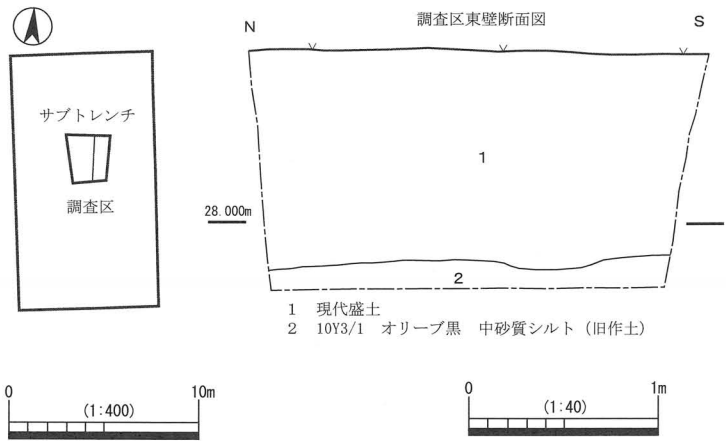 調査区東壁断面図
N
S
サブトレンチ
調査区
1
28.000m
2
1 現代盛土
2 10Y3/1 オリーブ黒 中砂質シルト (旧作土)
0 10m
(1:400)
0 1m
(1:40)